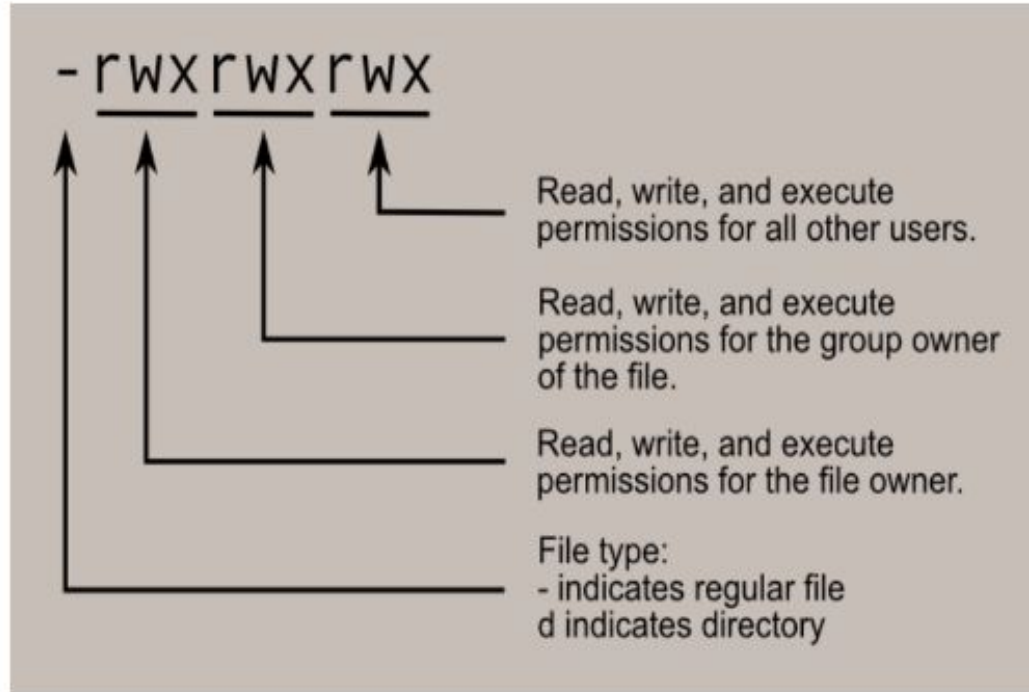 -rwxrwxrwx
Read, write, and execute
permissions for all other users.
Read, write, and execute
permissions for the group owner
of the file.
Read, write, and execute
permissions for the file owner.
File type:
- indicates regular file
d indicates directory